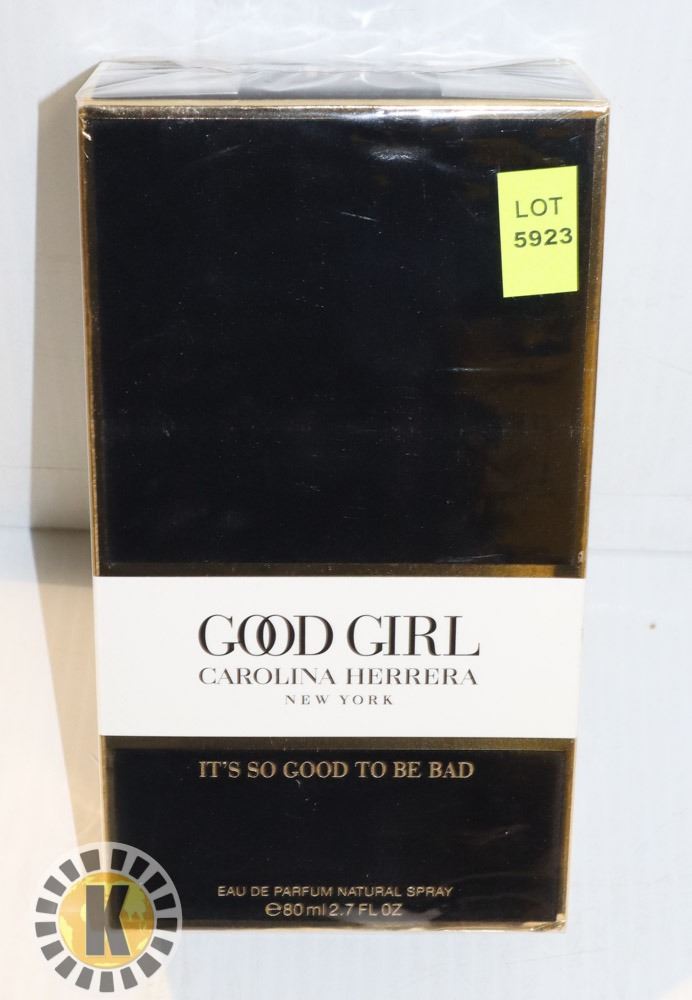 LOT
5923
GOOD GIRL
CAROLINA HERRERA
NEW YORK
IT'S SO GOOD TO BE BAD
EAU DE PARFUM NATURAL SPRAY
℮80 ml 2.7 FL OZ
K